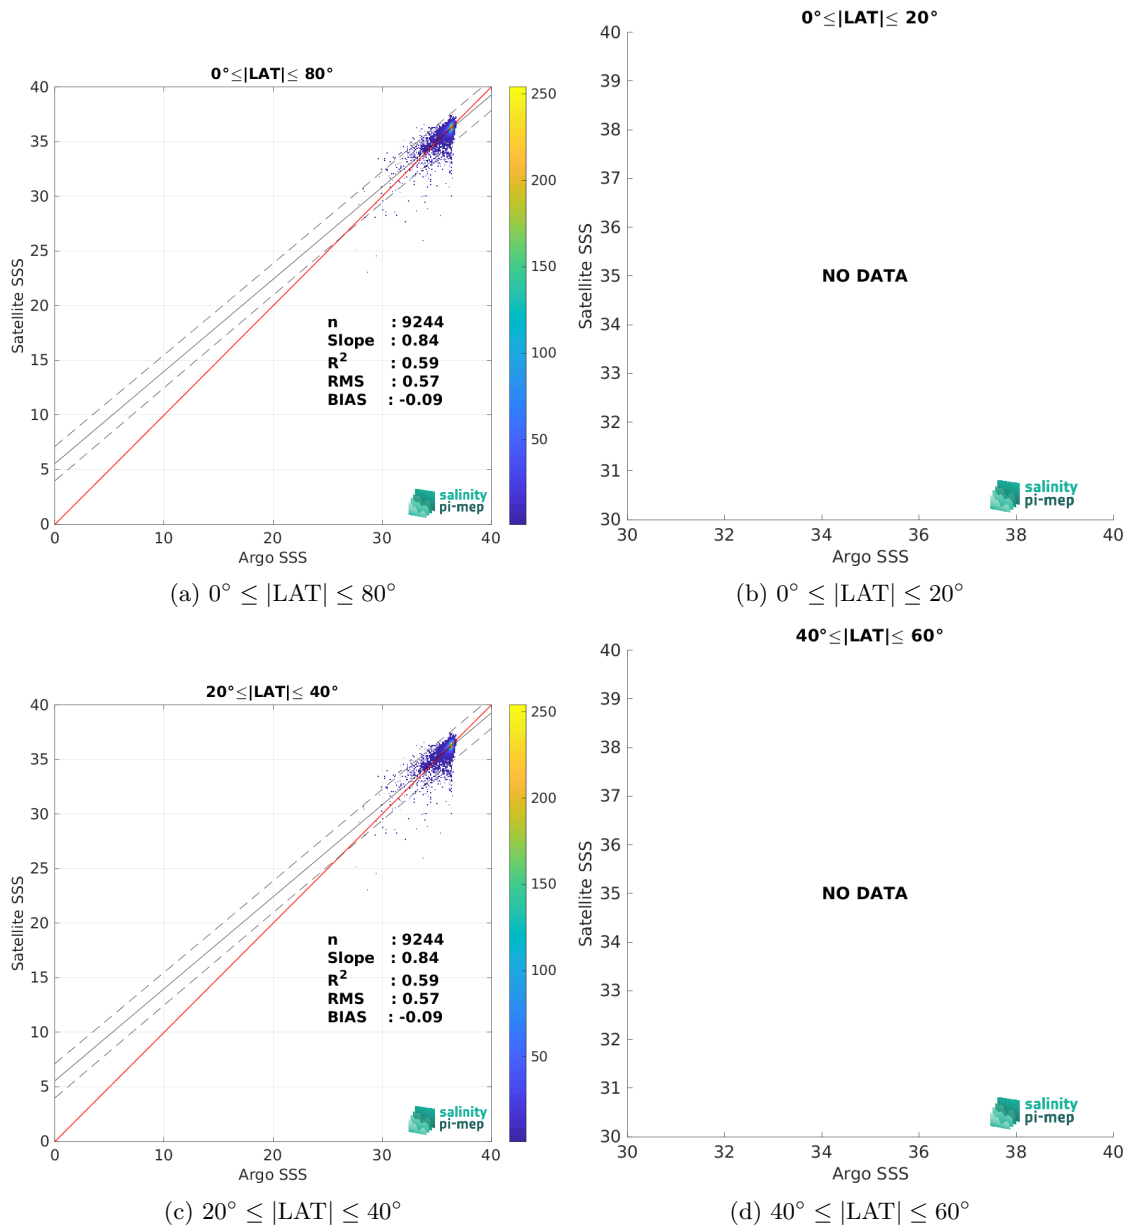 0°≤|LAT|≤ 80°
40
35
30
25
20
15
10
5
0
Satellite SSS
250
200
150
100
50
n : 9244
Slope : 0.84
R2 : 0.59
RMS : 0.57
BIAS : -0.09
salinity
pi-mep
0 10 20 30 40
Argo SSS
(a) 0° ≤ |LAT| ≤ 80°
0°≤|LAT|≤ 20°
40
39
38
37
36
35
34
33
32
31
30
Satellite SSS
NO DATA
salinity
pi-mep
30 32 34 36 38 40
Argo SSS
(b) 0° ≤ |LAT| ≤ 20°
20°≤|LAT|≤ 40°
40
35
30
25
20
15
10
5
0
Satellite SSS
250
200
150
100
50
n : 9244
Slope : 0.84
R2 : 0.59
RMS : 0.57
BIAS : -0.09
salinity
pi-mep
0 10 20 30 40
Argo SSS
(c) 20° ≤ |LAT| ≤ 40°
40°≤|LAT|≤ 60°
40
39
38
37
36
35
34
33
32
31
30
Satellite SSS
NO DATA
salinity
pi-mep
30 32 34 36 38 40
Argo SSS
(d) 40° ≤ |LAT| ≤ 60°